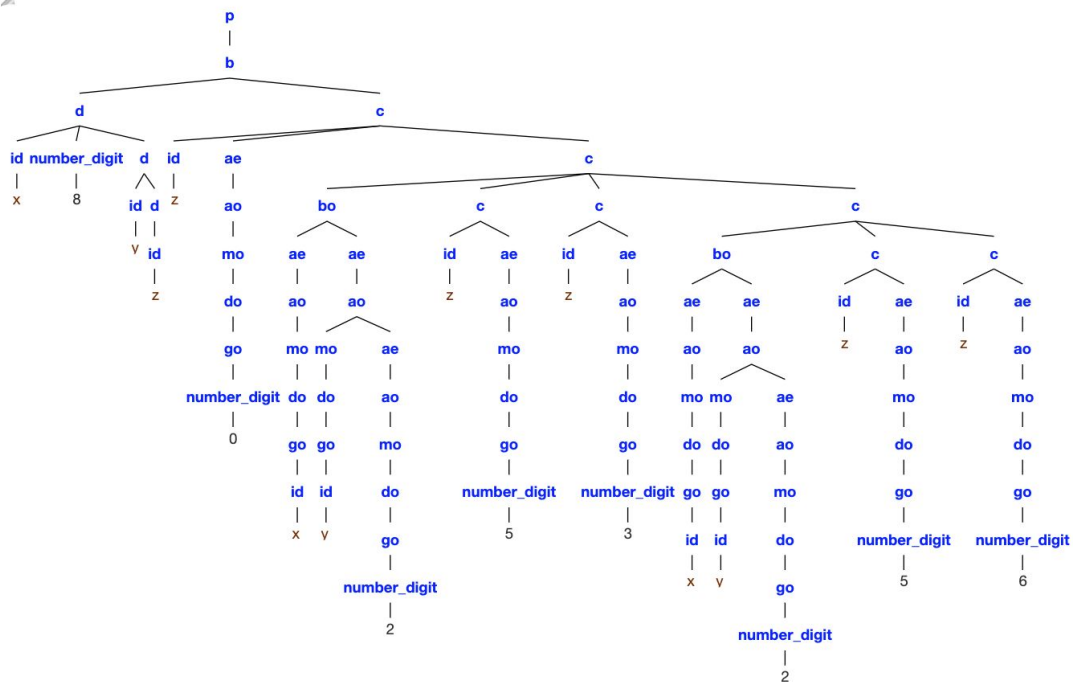 p
b
d c
id number_digit d id ae c
x 8 id d z ao bo c c c
y id mo ae ae id ae id ae bo c c
z do ao ao z ao z ao ae ae id ae id ae
go mo mo ae mo mo ao ao z ao z ao
number_digit do do ao do do mo mo ae mo mo
0 go go mo go go do do ao do do
id id do number_digit number_digit go go mo go go
x y go 5 3 id id do number_digit number_digit
number_digit x y go 5 6
2 number_digit
2